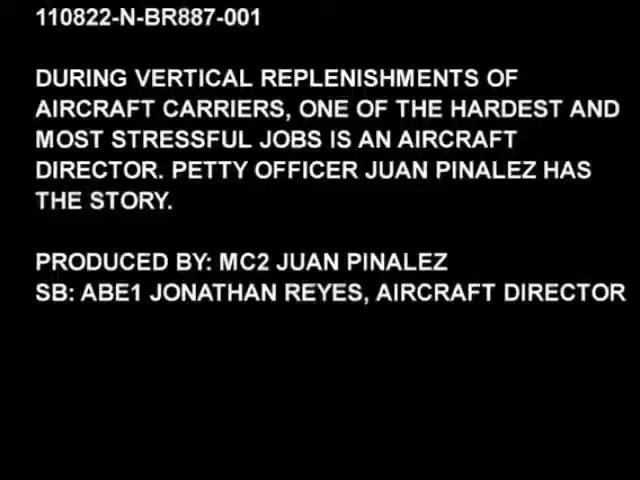 110822-N-BR887-001
DURING VERTICAL REPLENISHMENTS OF
AIRCRAFT CARRIERS, ONE OF THE HARDEST AND
MOST STRESSFUL JOBS IS AN AIRCRAFT
DIRECTOR. PETTY OFFICER JUAN PINALEZ HAS
THE STORY.
PRODUCED BY: MC2 JUAN PINALEZ
SB: ABE1 JONATHAN REYES, AIRCRAFT DIRECTOR